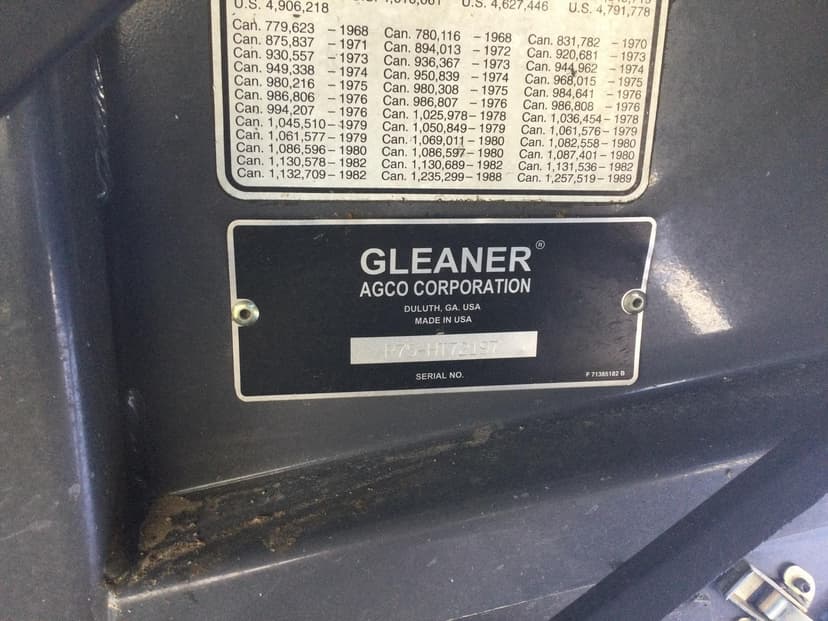 U.S. 4,906,218 U.S. 4,627,446 U.S. 4,791,778
Can. 779,623 – 1968 Can. 780,116 – 1968 Can. 831,782 – 1970
Can. 875,837 – 1971 Can. 894,013 – 1972 Can. 920,681 – 1973
Can. 930,557 – 1973 Can. 936,367 – 1973 Can. 944,962 – 1974
Can. 949,338 – 1974 Can. 950,839 – 1974 Can. 968,015 – 1975
Can. 980,216 – 1975 Can. 980,308 – 1975 Can. 984,641 – 1976
Can. 986,806 – 1976 Can. 986,807 – 1976 Can. 986,808 – 1976
Can. 994,207 – 1976 Can. 1,025,978 – 1978 Can. 1,036,454 – 1978
Can. 1,045,510 – 1979 Can. 1,050,849 – 1979 Can. 1,061,576 – 1979
Can. 1,061,577 – 1979 Can. 1,069,011 – 1980 Can. 1,082,558 – 1980
Can. 1,086,596 – 1980 Can. 1,086,597 – 1980 Can. 1,087,401 – 1980
Can. 1,130,578 – 1982 Can. 1,130,689 – 1982 Can. 1,131,536 – 1982
Can. 1,132,709 – 1982 Can. 1,235,299 – 1988 Can. 1,257,519 – 1989
GLEANER®
AGCO CORPORATION
DULUTH, GA. USA
MADE IN USA
SERIAL NO.
P 71385182 B